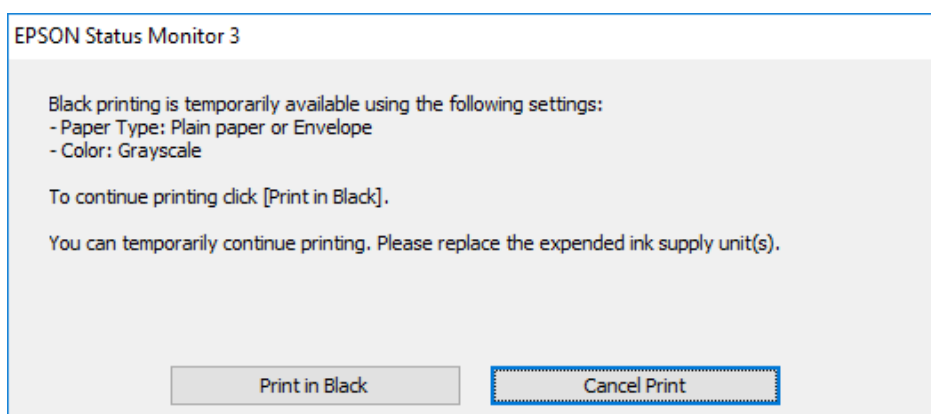 EPSON Status Monitor 3
Black printing is temporarily available using the following settings:
- Paper Type: Plain paper or Envelope
- Color: Grayscale
To continue printing click [Print in Black].
You can temporarily continue printing. Please replace the expended ink supply unit(s).
Print in Black
Cancel Print